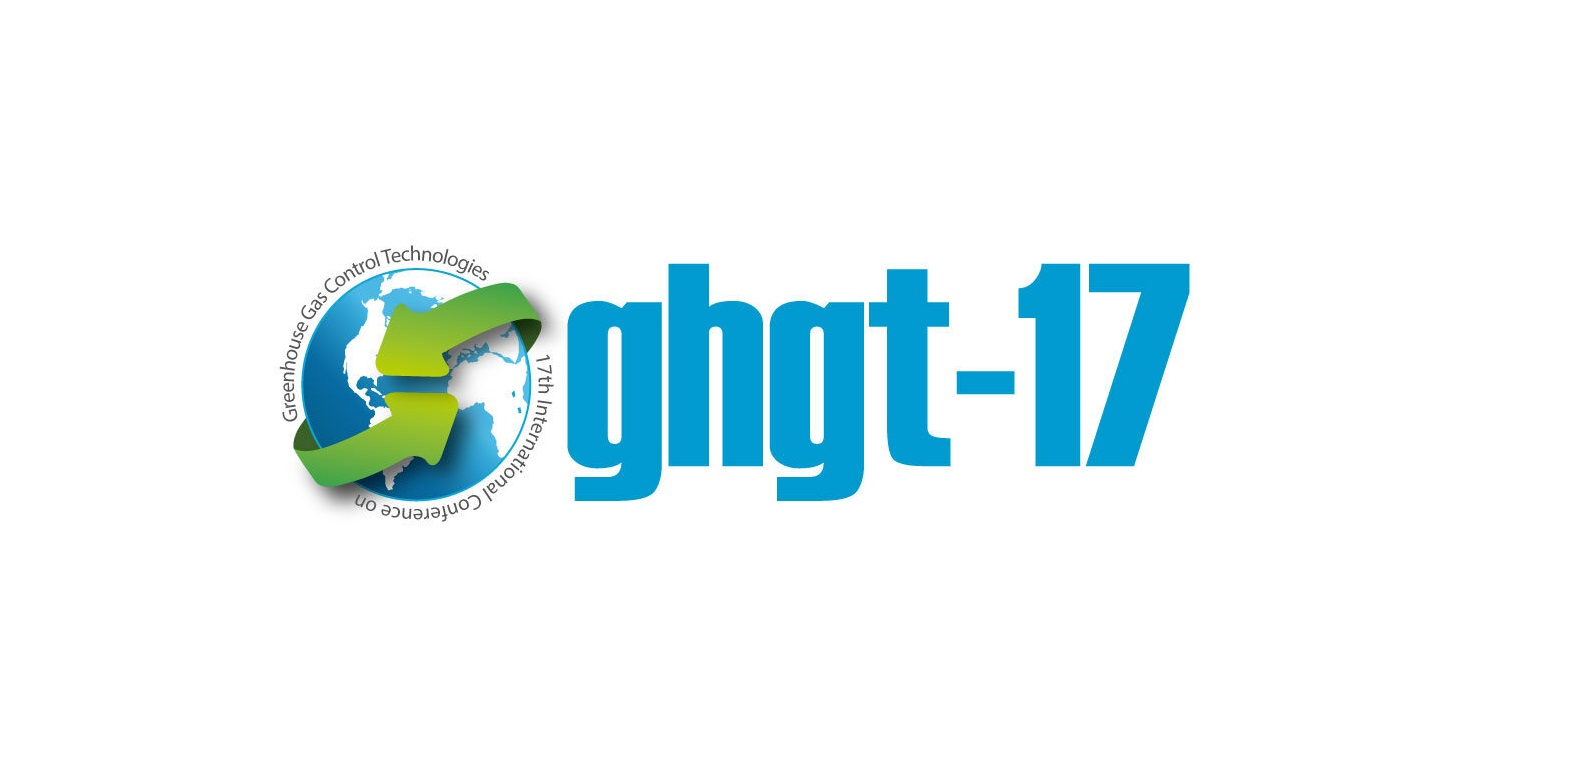 17th International Conference on
Greenhouse Gas Control Technologies
ghgt-17